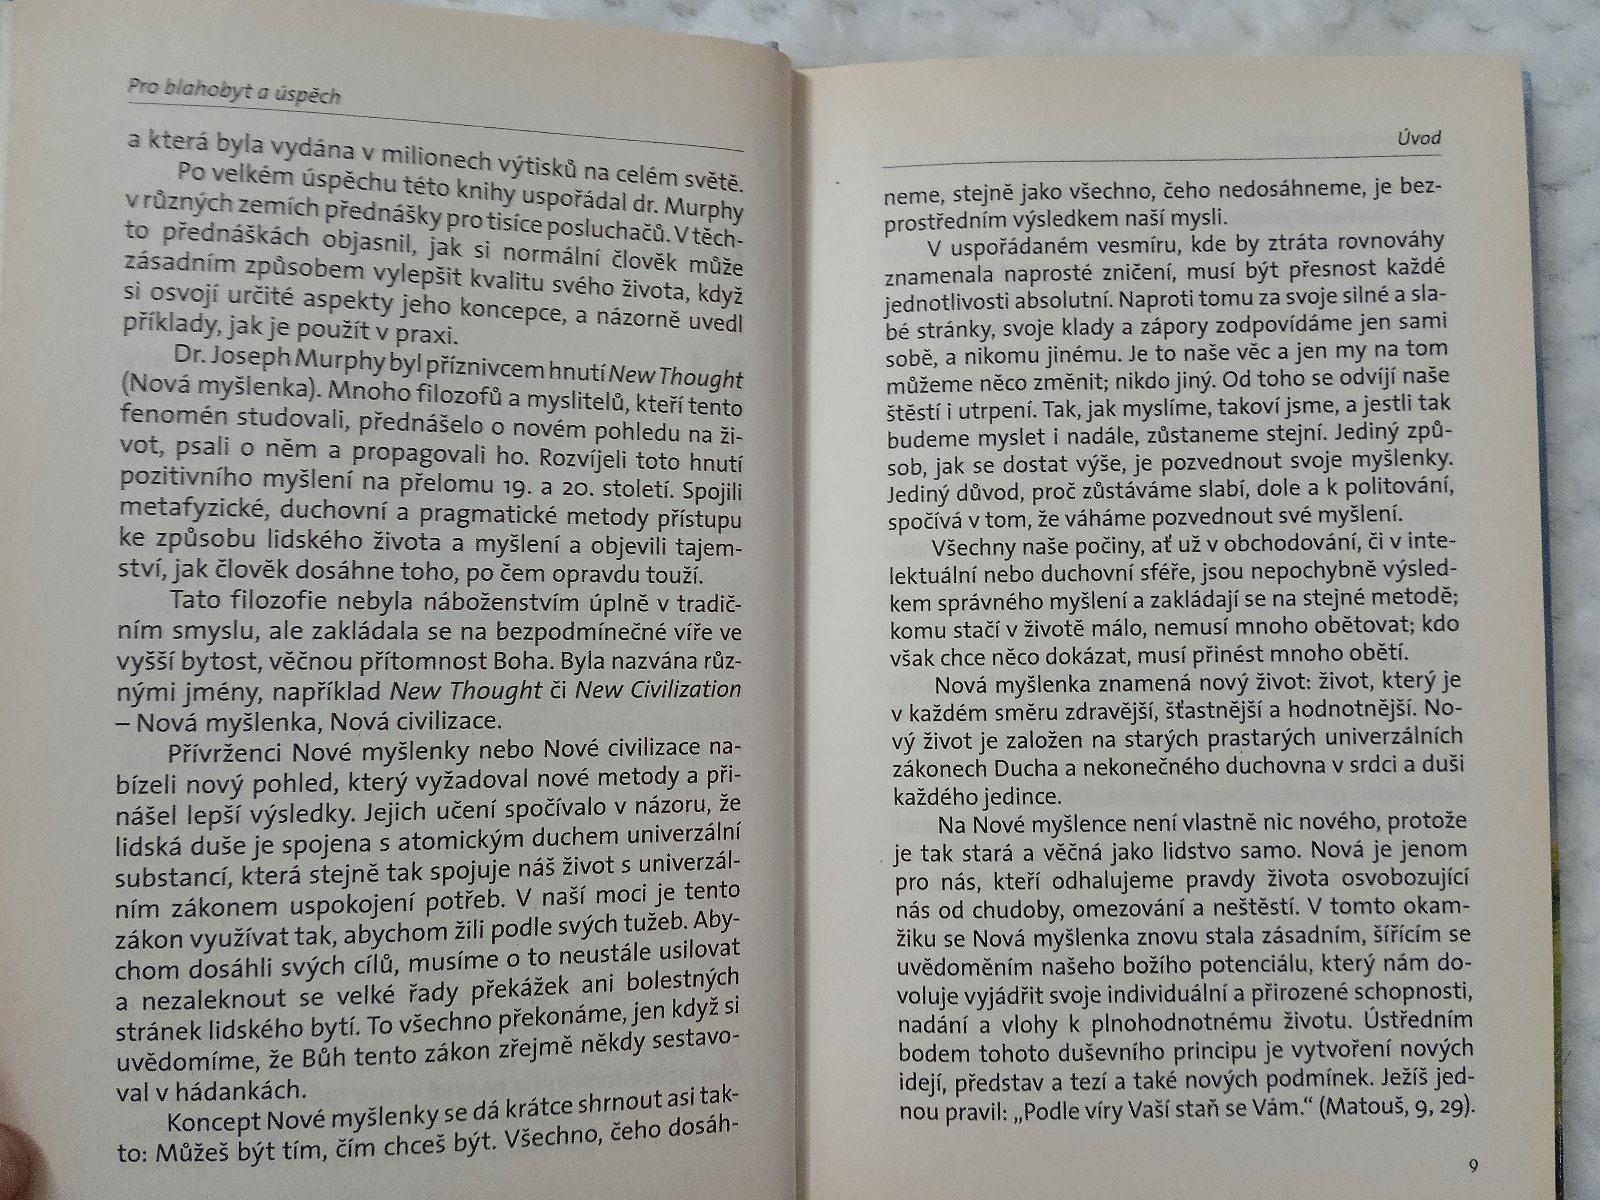 Pro blahobyt a úspěch
a která byla vydána v milionech výtisků na celém světě.
Po velkém úspěchu této knihy uspořádal dr. Murphy
v různých zemích přednášky pro tisíce posluchačů. V těch-
to přednáškách objasnil, jak si normální člověk může
zásadním způsobem vylepšit kvalitu svého života, když
si osvojí určité aspekty jeho koncepce, a názorně uvedl
příklady, jak je použít v praxi.
Dr. Joseph Murphy byl příznivcem hnutí New Thought
(Nová myšlenka). Mnoho filozofů a myslitelů, kteří tento
fenomén studovali, přednášelo o novém pohledu na ži-
vot, psali o něm a propagovali ho. Rozvíjeli toto hnutí
pozitivního myšlení na přelomu 19. a 20. století. Spojili
metafyzické, duchovní a pragmatické metody přístupu
ke způsobu lidského života a myšlení a objevili tajem-
ství, jak člověk dosáhne toho, po čem opravdu touží.
Tato filozofie nebyla náboženstvím úplně v tradič-
ním smyslu, ale zakládala se na bezpodmínečné víře ve
vyšší bytost, věčnou přítomnost Boha. Byla nazvána růz-
nými jmény, například New Thought či New Civilization
– Nová myšlenka, Nová civilizace.
Přívrženci Nové myšlenky nebo Nové civilizace na-
bízeli nový pohled, který vyžadoval nové metody a při-
nášel lepší výsledky. Jejich učení spočívalo v názoru, že
lidská duše je spojena s atomickým duchem univerzální
substancí, která stejně tak spojuje náš život s univerzál-
ním zákonem uspokojení potřeb. V naší moci je tento
zákon využívat tak, abychom žili podle svých tužeb. Aby-
chom dosáhli svých cílů, musíme o to neustále usilovat
a nezaleknout se velké řady překážek ani bolestných
stránek lidského bytí. To všechno překonáme, jen když si
uvědomíme, že Bůh tento zákon zřejmě někdy sestavo-
val v hádankách.
Koncept Nové myšlenky se dá krátce shrnout asi tak-
to: Můžeš být tím, čím chceš být. Všechno, čeho dosáh-
Úvod
neme, stejně jako všechno, čeho nedosáhneme, je bez-
prostředním výsledkem naší mysli.
V uspořádaném vesmíru, kde by ztráta rovnováhy
znamenala naprosté zničení, musí být přesnost každé
jednotlivosti absolutní. Naproti tomu za svoje silné a sla-
bé stránky, svoje klady a zápory zodpovídáme jen sami
sobě, a nikomu jinému. Je to naše věc a jen my na tom
můžeme něco změnit; nikdo jiný. Od toho se odvíjí naše
štěstí i utrpení. Tak, jak myslíme, takoví jsme, a jestli tak
budeme myslet i nadále, zůstaneme stejní. Jediný způ-
sob, jak se dostat výše, je pozvednout svoje myšlenky.
Jediný důvod, proč zůstáváme slabí, dole a k politování,
spočívá v tom, že váháme pozvednout své myšlení.
Všechny naše počiny, ať už v obchodování, či v inte-
lektuální nebo duchovní sféře, jsou nepochybně výsled-
kem správného myšlení a zakládají se na stejné metodě;
komu stačí v životě málo, nemusí mnoho obětovat; kdo
však chce něco dokázat, musí přinést mnoho obětí.
Nová myšlenka znamená nový život: život, který je
v každém směru zdravější, šťastnější a hodnotnější. No-
vý život je založen na starých prastarých univerzálních
zákonech Ducha a nekonečného duchovna v srdci a duši
každého jedince.
Na Nové myšlence není vlastně nic nového, protože
je tak stará a věčná jako lidstvo samo. Nová je jenom
pro nás, kteří odhalujeme pravdy života osvobozující
nás od chudoby, omezování a neštěstí. V tomto okam-
žiku se Nová myšlenka znovu stala zásadním, šířícím se
uvědoměním našeho božího potenciálu, který nám do-
voluje vyjádřit svoje individuální a přirozené schopnosti,
nadání a vlohy k plnohodnotnému životu. Ústředním
bodem tohoto duševního principu je vytvoření nových
idejí, představ a tezí a také nových podmínek. Ježíš jed-
nou pravil: „Podle víry Vaší staň se Vám.“ (Matouš, 9, 29).
9